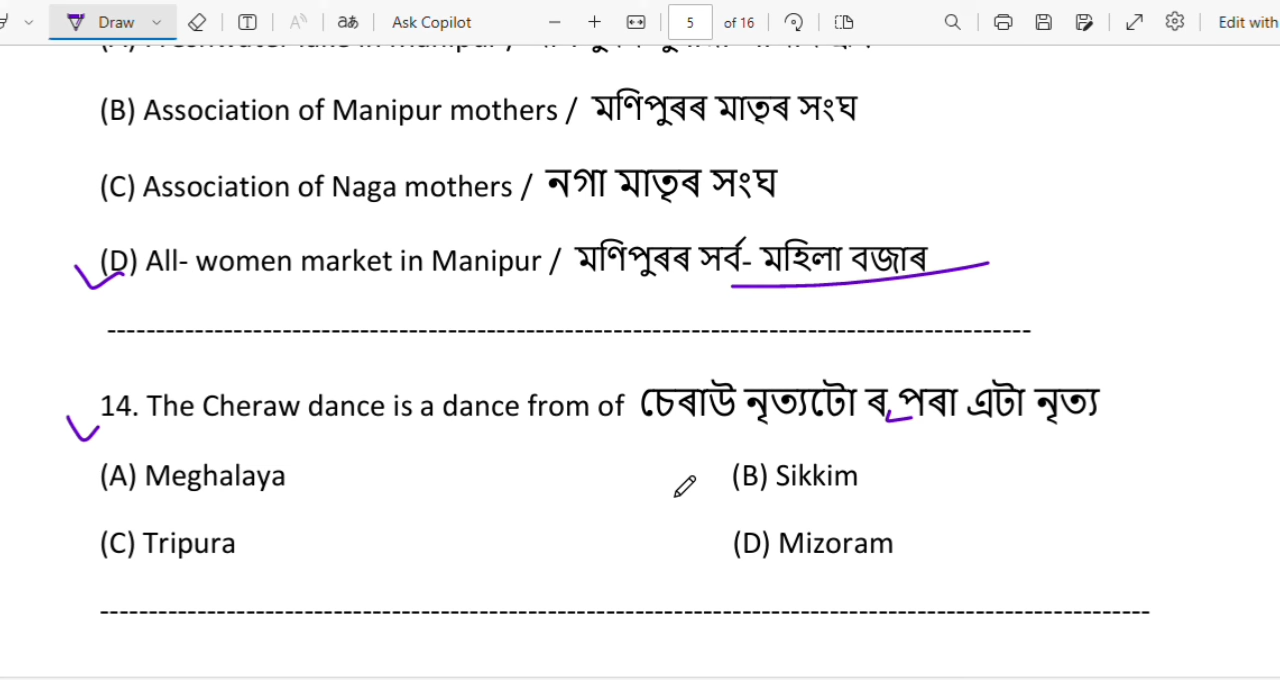 Draw
aあ
Ask Copilot
5
of 16
Edit with
(B) Association of Manipur mothers / মণিপুৰৰ মাতৃৰ সংঘ
(C) Association of Naga mothers / নগা মাতৃৰ সংঘ
(D) All- women market in Manipur / মণিপুৰৰ সৰ্ব- মহিলা বজাৰ
14. The Cheraw dance is a dance from of চেৰাউ নৃত্যটো ৰ পৰা এটা নৃত্য
(A) Meghalaya
(B) Sikkim
(C) Tripura
(D) Mizoram